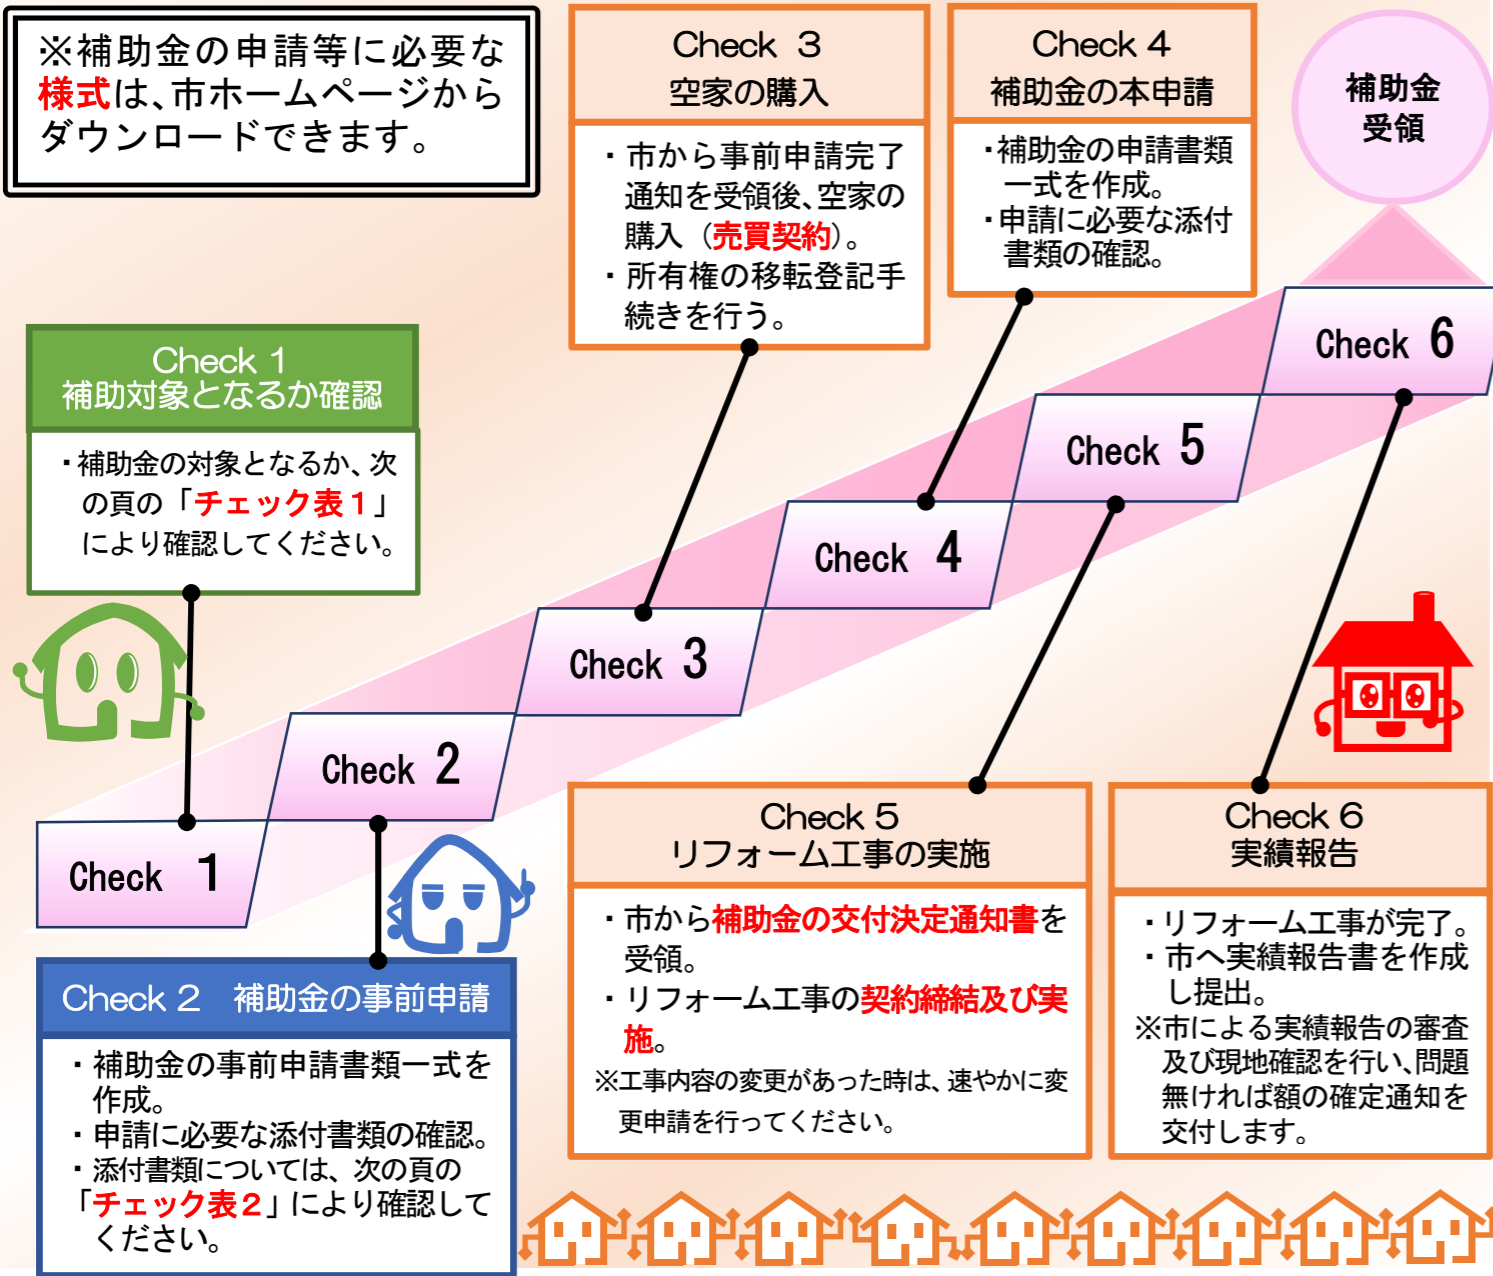 ※補助金の申請等に必要な
様式は、市ホームページから
ダウンロードできます。
Check 1
補助対象となるか確認
・補助金の対象となるか、次
の頁の「チェック表１」
により確認してください。
Check 2　補助金の事前申請
・補助金の事前申請書類一式を
作成。
・申請に必要な添付書類の確認。
・添付書類については、次の頁の
「チェック表２」により確認して
ください。
Check 3
空家の購入
・市から事前申請完了
通知を受領後、空家の
購入（売買契約）。
・所有権の移転登記手
続きを行う。
Check 4
補助金の本申請
・補助金の申請書類
一式を作成。
・申請に必要な添付
書類の確認。
Check 5
リフォーム工事の実施
・市から補助金の交付決定通知書を
受領。
・リフォーム工事の契約締結及び実
施。
※工事内容の変更があった時は、速やかに変
更申請を行ってください。
Check 6
実績報告
・リフォーム工事が完了。
・市へ実績報告書を作成
し提出。
※市による実績報告の審査
及び現地確認を行い、問題
無ければ額の確定通知を
交付します。
補助金
受領
Check 1
Check 2
Check 3
Check 4
Check 5
Check 6